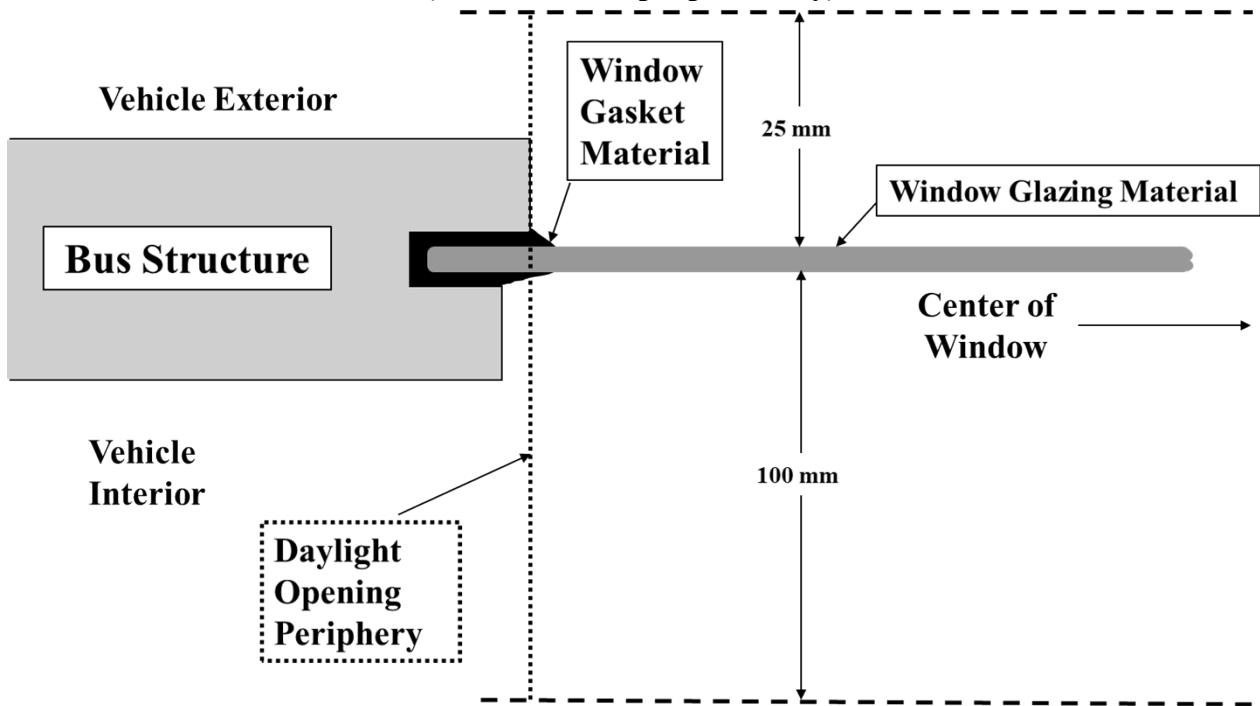 Vehicle Exterior
Window
Gasket
Material
25 mm
Window Glazing Material
Bus Structure
Center of
Window
Vehicle
Interior
100 mm
Daylight
Opening
Periphery